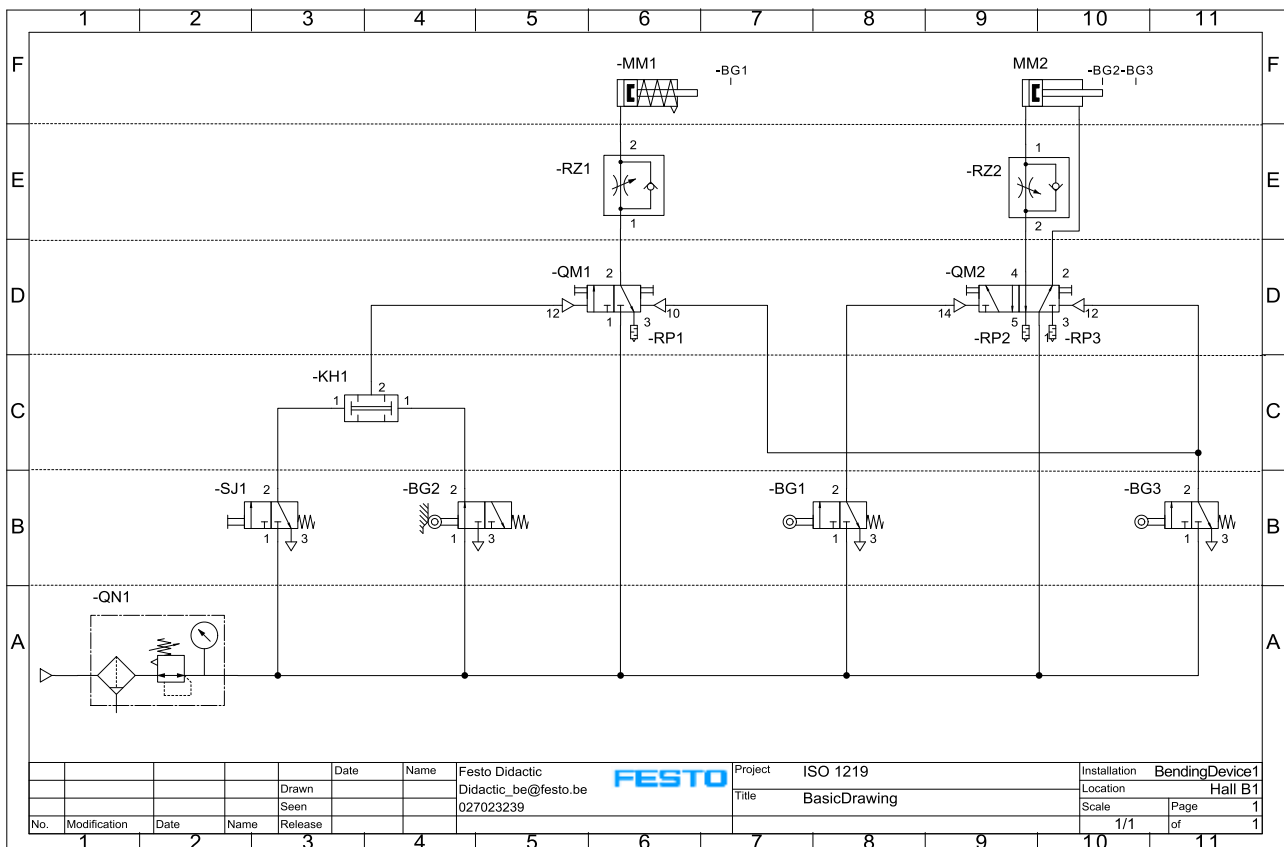 1 2 3 4 5 6 7 8 9 10 11
F F
-MM1 -BG1 MM2 -BG2-BG3
E E
2 1
-RZ1 -RZ2
1 2
D D
-QM1 2 -QM2 4 2
12 1 3 10 14 5 1 3 12
-RP1 -RP2 -RP3
C C
-KH1 2
1 1
B B
-SJ1 2 -BG2 2 -BG1 2 -BG3 2
1 3 1 3 1 3 1 3
A A
-QN1
Date Name Festo Didactic FESTO Project ISO 1219 Installation BendingDevice1
Drawn Didactic_be@festo.be Location Hall B1
Seen 027023239 Title BasicDrawing Scale Page 1
No. Modification Date Name Release 1/1 of 1
1 2 3 4 5 6 7 8 9 10 11